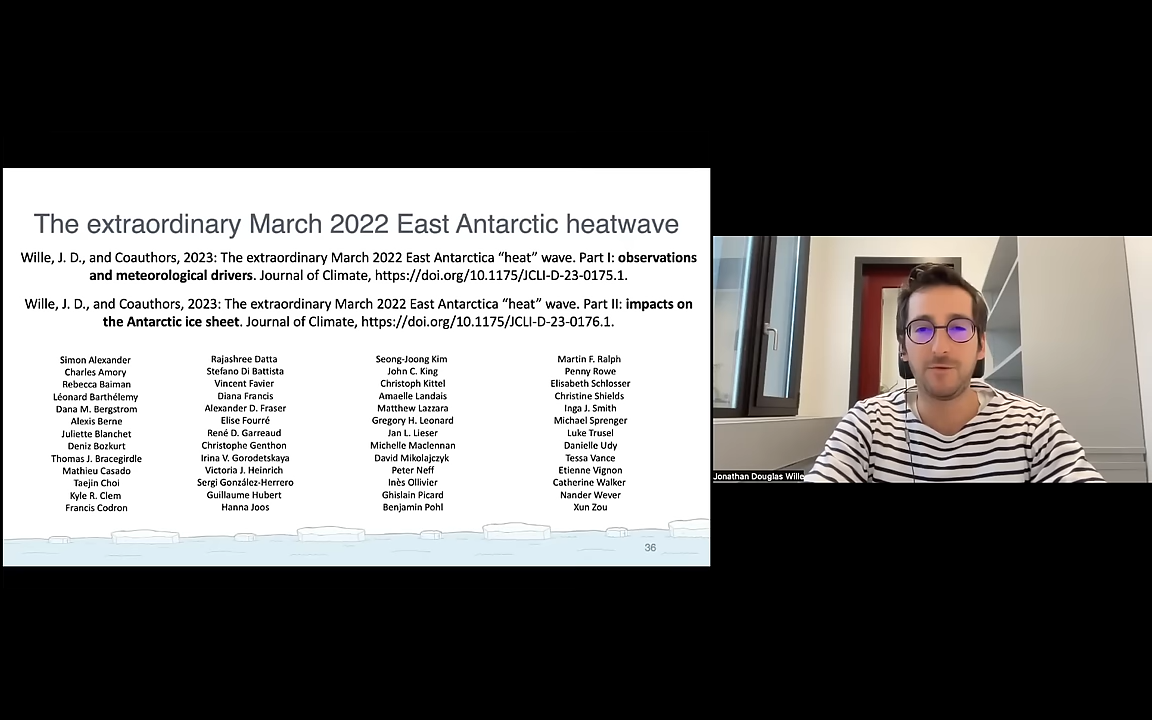 The extraordinary March 2022 East Antarctic heatwave
Wille, J. D., and Coauthors, 2023: The extraordinary March 2022 East Antarctica “heat” wave. Part I: observations
and meteorological drivers. Journal of Climate, https://doi.org/10.1175/JCLI-D-23-0175.1.
Wille, J. D., and Coauthors, 2023: The extraordinary March 2022 East Antarctica “heat” wave. Part II: impacts on
the Antarctic ice sheet. Journal of Climate, https://doi.org/10.1175/JCLI-D-23-0176.1.
Simon Alexander
Charles Amory
Rebecca Baiman
Léonard Barthélemy
Dana M. Bergstrom
Alexis Berne
Juliette Blanchet
Deniz Bozkurt
Thomas J. Bracegirdle
Mathieu Casado
Taejin Choi
Kyle R. Clem
Francis Codron
Rajashree Datta
Stefano Di Battista
Vincent Favier
Diana Francis
Alexander D. Fraser
Elise Fourré
René D. Garreaud
Christophe Genthon
Irina V. Gorodetskaya
Victoria J. Heinrich
Sergi González-Herrero
Guillaume Hubert
Hanna Joos
Seong-Joong Kim
John C. King
Christoph Kittel
Amaelle Landais
Matthew Lazzara
Gregory H. Leonard
Jan L. Lieser
Michelle Maclennan
David Mikolajczyk
Peter Neff
Inès Ollivier
Ghislain Picard
Benjamin Pohl
Martin F. Ralph
Penny Rowe
Elisabeth Schlosser
Christine Shields
Inga J. Smith
Michael Sprenger
Luke Trusel
Danielle Udy
Tessa Vance
Etienne Vignon
Catherine Walker
Nander Wever
Xun Zou
36
Jonathan Douglas Wille